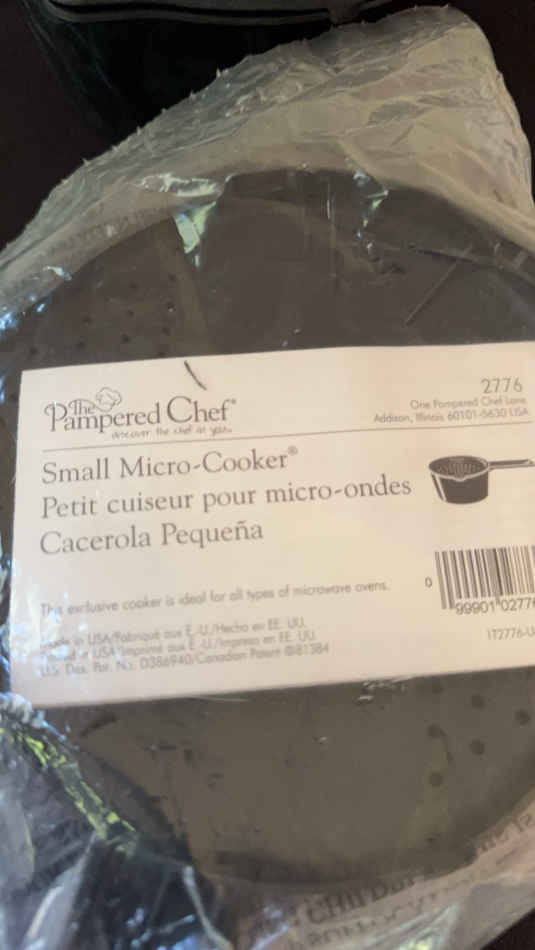 The
Pampered Chef®
discover the chef in you™
2776
One Pampered Chef Lane
Addison, Illinois 60101-5630 USA
Small Micro-Cooker®
Petit cuiseur pour micro-ondes
Cacerola Pequeña
This exclusive cooker is ideal for all types of microwave ovens.
Made in USA/Fabriqué aux É.-U./Hecho en EE. UU.
Printed in USA/Imprimé aux É.-U./Impreso en EE. UU.
U.S. Des. Pat. No. D386940/Canadian Patent @81384
0 99901 0277
1T2776-U